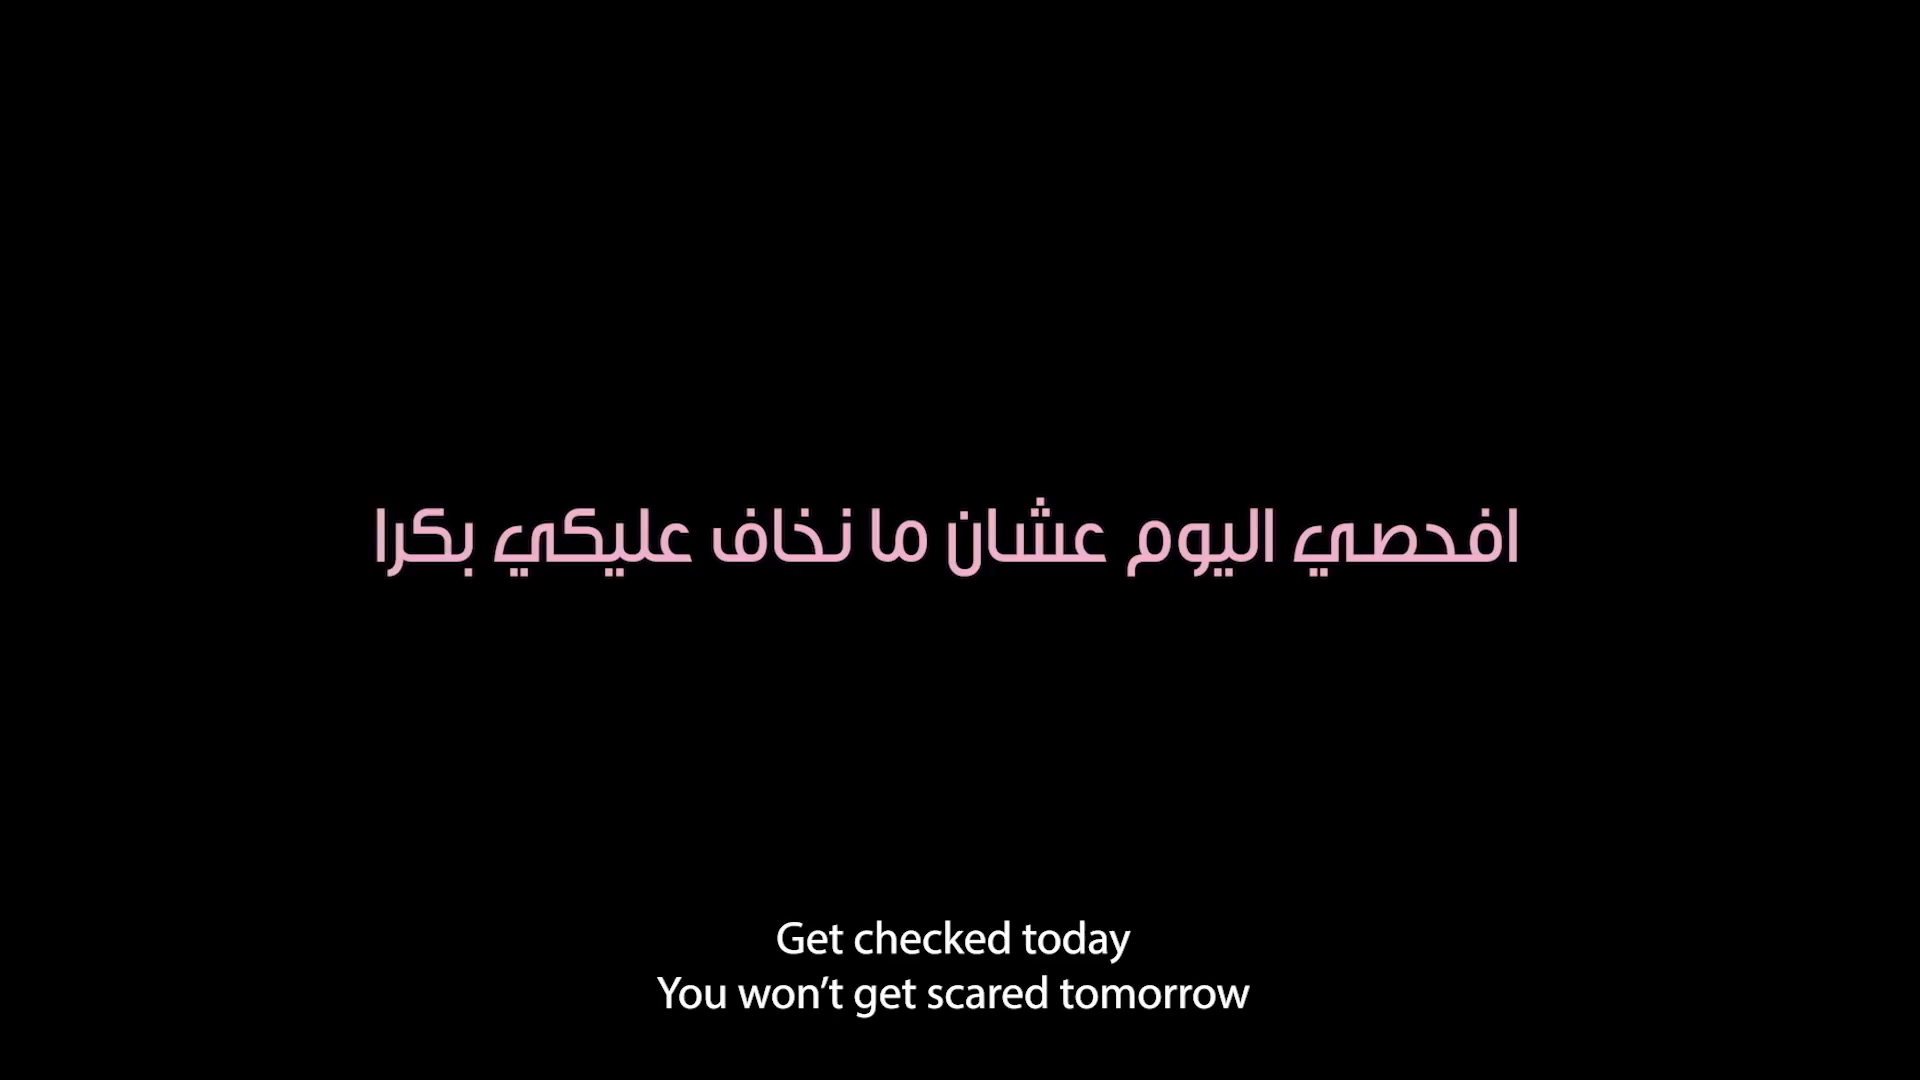 افحصي اليوم عشان ما نخاف عليكي بكرا
Get checked today
You won’t get scared tomorrow